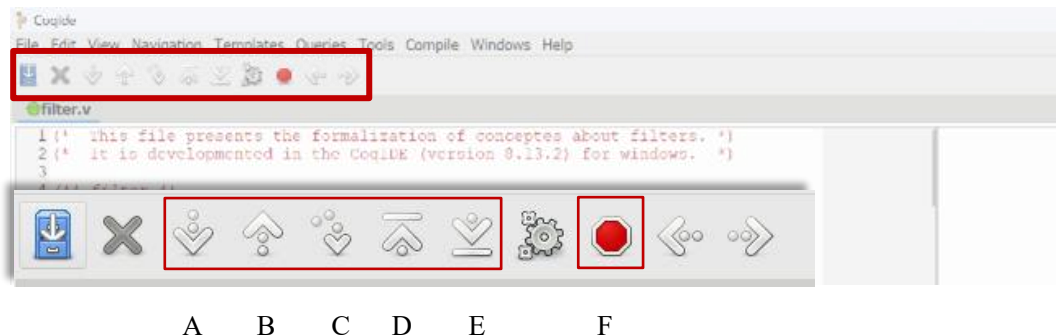 Coqide
File Edit View Navigation Templates Queries Tools Compile Windows Help
filter.v
1 (* This file presents the formalization of conceptes about filters. *)
2 (* It is developmented in the CoqIDE (version 8.13.2) for windows. *)
3
A B C D E F